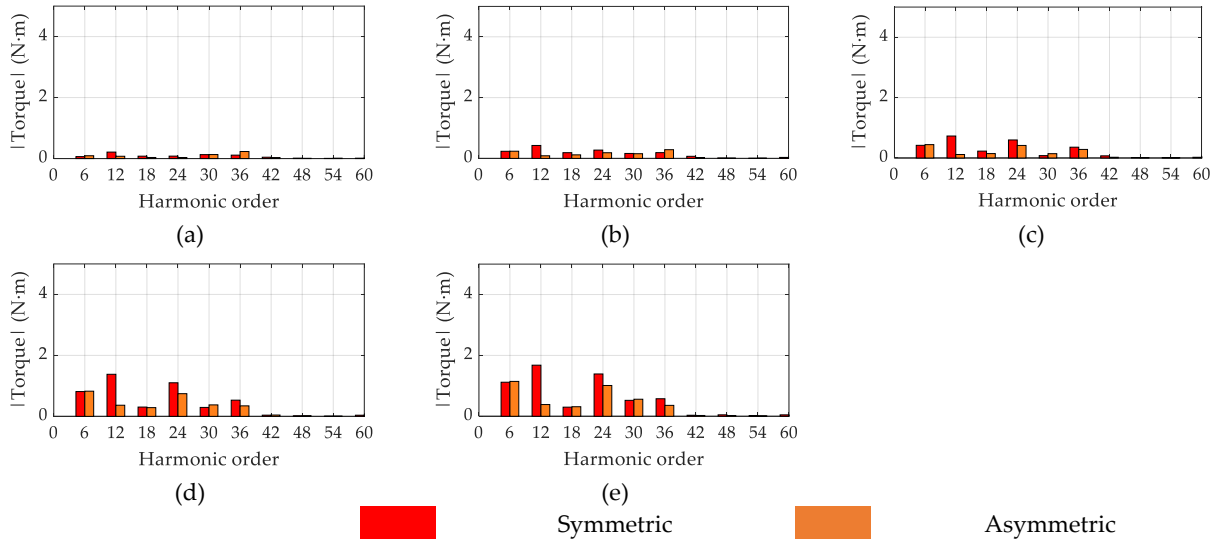 |Torque| (N·m)
4
2
0
0 6 12 18 24 30 36 42 48 54 60
Harmonic order
(a)
|Torque| (N·m)
4
2
0
0 6 12 18 24 30 36 42 48 54 60
Harmonic order
(b)
|Torque| (N·m)
4
2
0
0 6 12 18 24 30 36 42 48 54 60
Harmonic order
(c)
|Torque| (N·m)
4
2
0
0 6 12 18 24 30 36 42 48 54 60
Harmonic order
(d)
|Torque| (N·m)
4
2
0
0 6 12 18 24 30 36 42 48 54 60
Harmonic order
(e)
Symmetric
Asymmetric